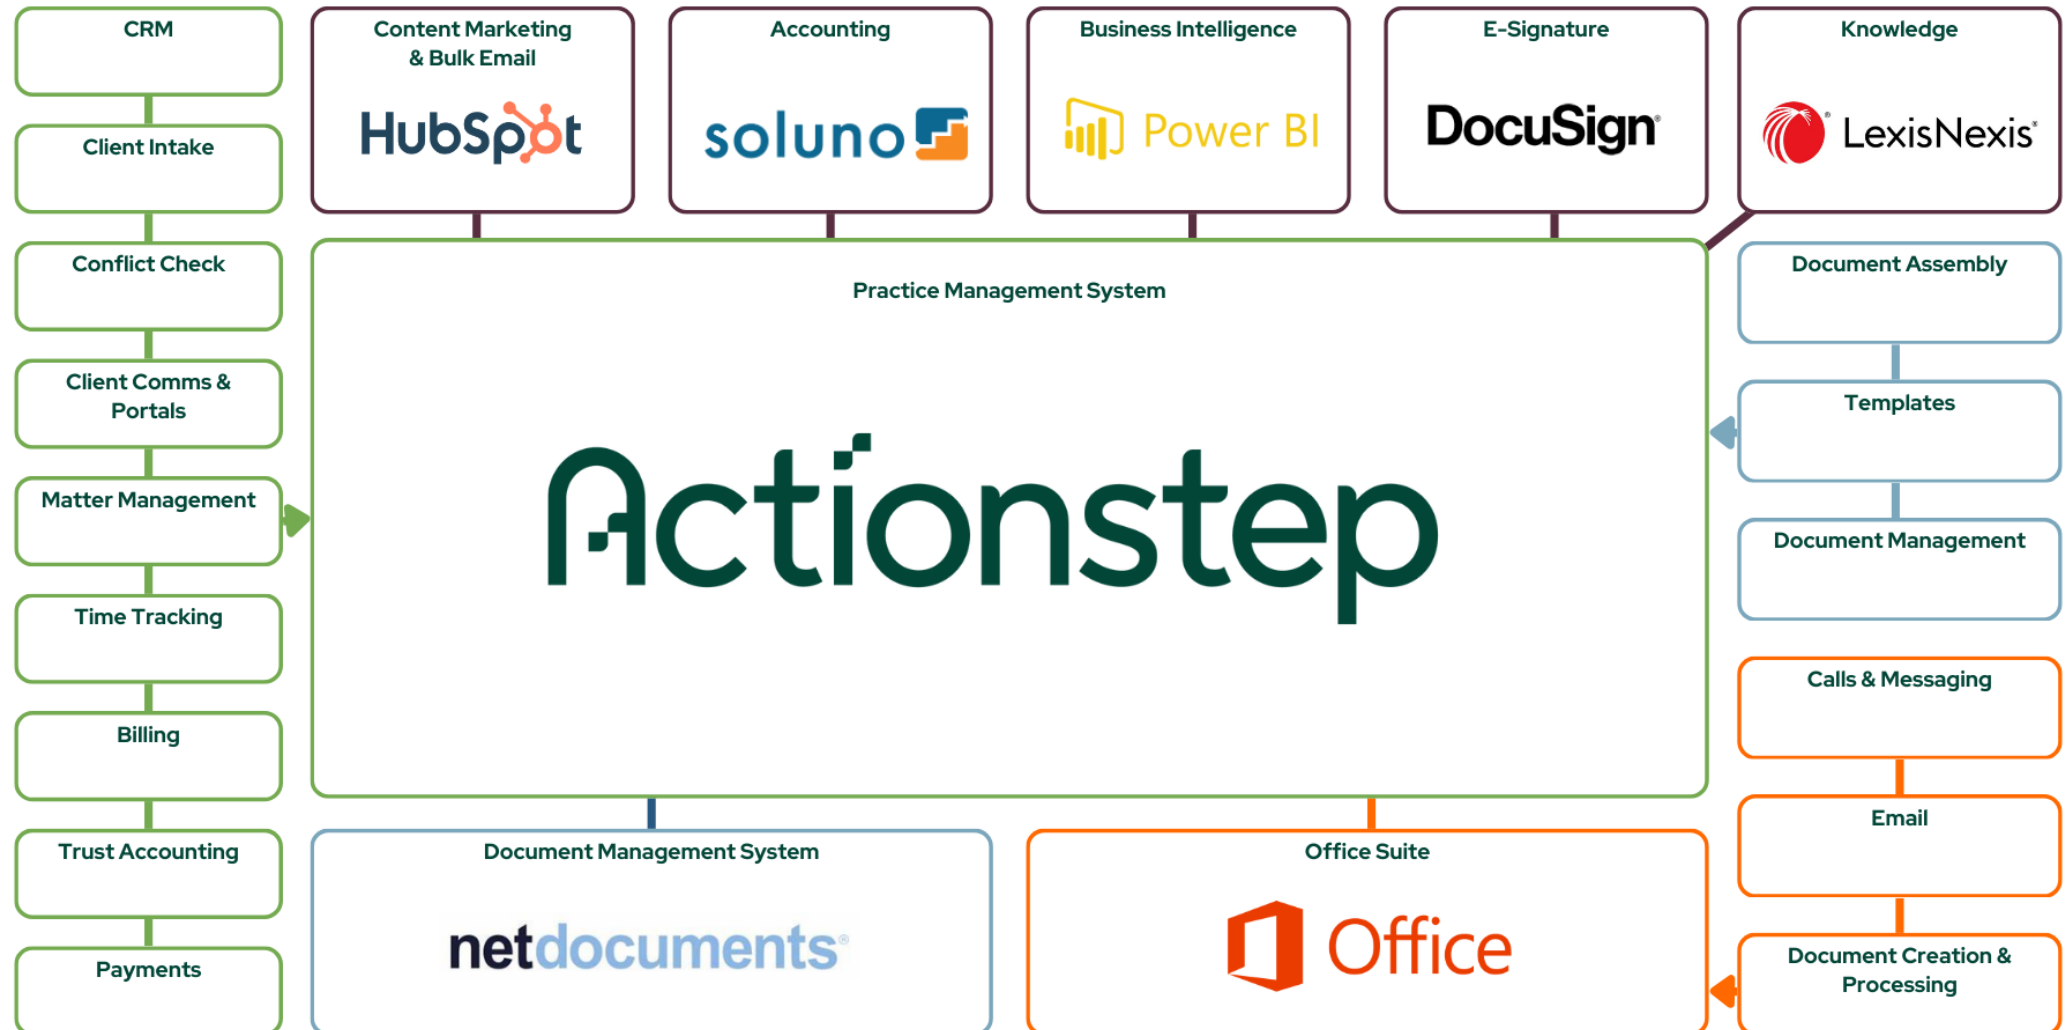 CRM
Client Intake
Conflict Check
Client Comms &
Portals
Matter Management
Time Tracking
Billing
Trust Accounting
Payments
Content Marketing
& Bulk Email
HubSpot
Accounting
soluno
Business Intelligence
Power BI
E-Signature
DocuSign®
Knowledge
® LexisNexis®
Practice Management System
Actionstep
Document Management System
netdocuments®
Office Suite
Office
Document Assembly
Templates
Document Management
Calls & Messaging
Email
Document Creation &
Processing